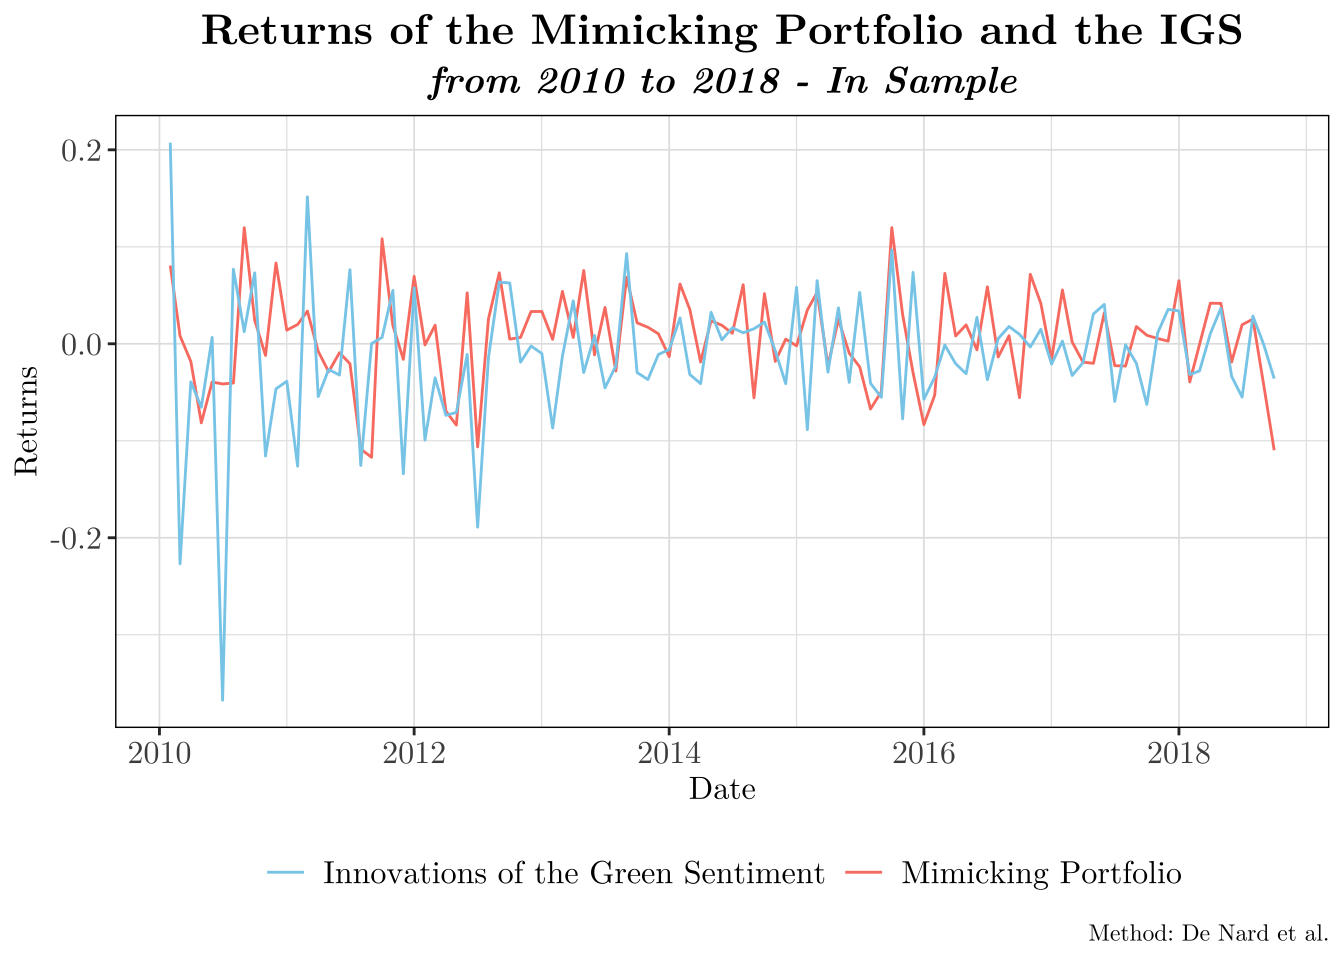 Returns of the Mimicking Portfolio and the IGS
from 2010 to 2018 - In Sample
Returns
0.2
0.0
-0.2
2010 2012 2014 2016 2018
Date
Innovations of the Green Sentiment Mimicking Portfolio
Method: De Nard et al.